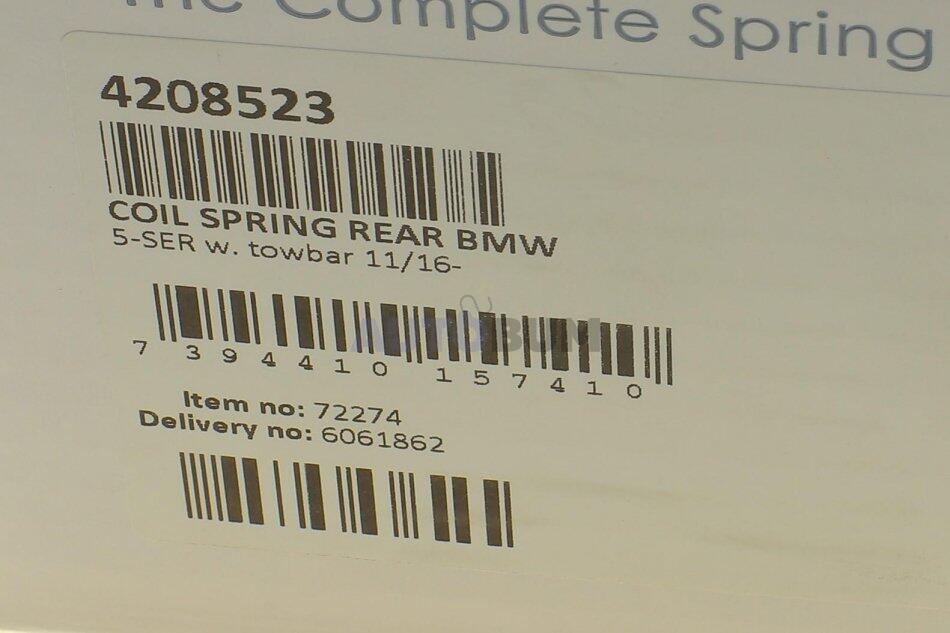 The Complete Spring
4208523
COIL SPRING REAR BMW
5-SER w. towbar 11/16-
AUTOBUM
7 394410 157410
Item no: 72274
Delivery no: 6061862